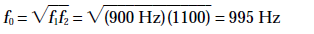 f₀ = √f₁f₂ = √(900 Hz)(1100) = 995 Hz